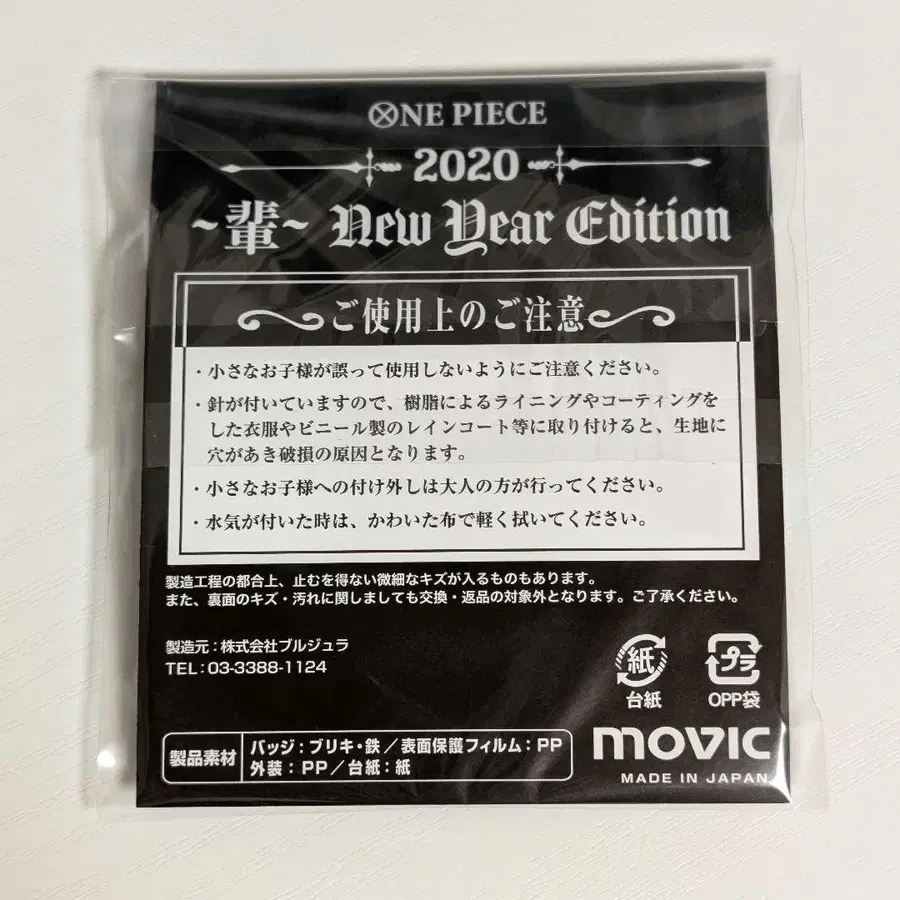 ONE PIECE
2020
~輩~ New Year Edition
ご使用上のご注意
・小さなお子様が誤って使用しないようにご注意ください。
・針が付いていますので、樹脂によるライニングやコーティングを
した衣服やビニール製のレインコート等に取り付けると、生地に
穴があき破損の原因となります。
・小さなお子様への付け外しは大人の方が行ってください。
・水気が付いた時は、かわいた布で軽く拭いてください。
製造工程の都合上、止むを得ない微細なキズが入るものもあります。
また、裏面のキズ・汚れに関しましても交換・返品の対象外となります。ご了承ください。
製造元：株式会社ブルジュラ
TEL：03-3388-1124
紙
台紙
プラ
OPP袋
製品素材
バッジ：ブリキ・鉄／表面保護フィルム：PP
外装：PP／台紙：紙
movic
MADE IN JAPAN